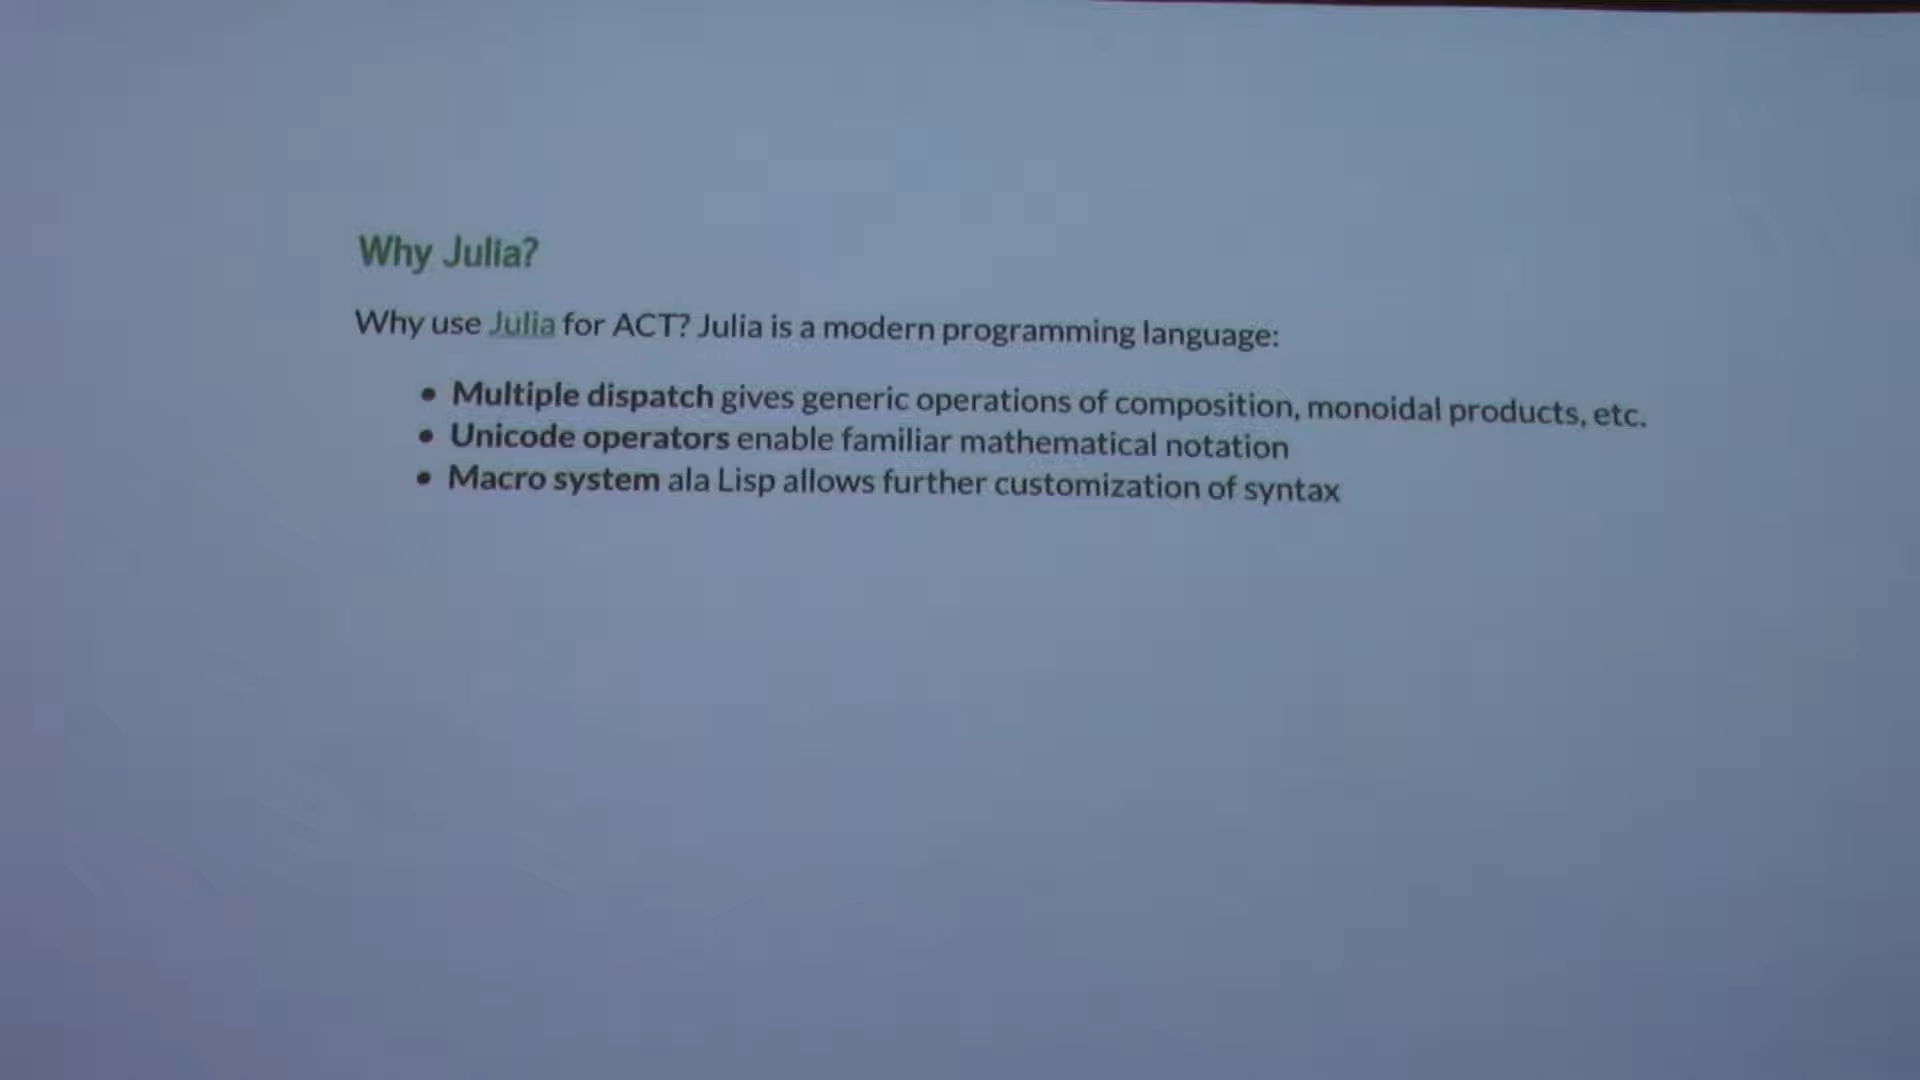 Why Julia?
Why use Julia for ACT? Julia is a modern programming language:
• Multiple dispatch gives generic operations of composition, monoidal products, etc.
• Unicode operators enable familiar mathematical notation
• Macro system ala Lisp allows further customization of syntax